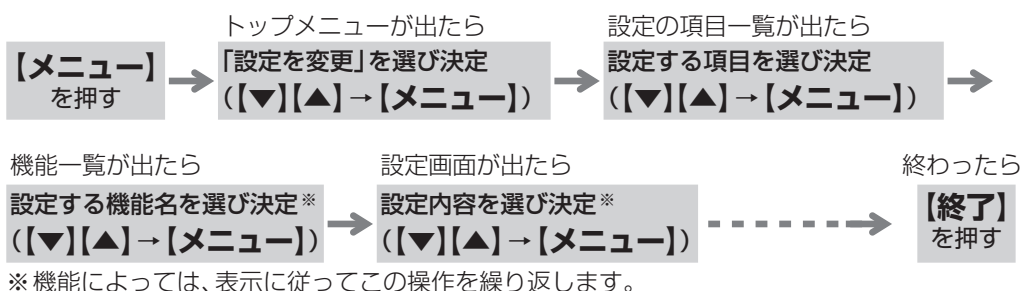 トップメニューが出たら
設定の項目一覧が出たら
【メニュー】
を押す
「設定を変更」を選び決定
(【▼】【▲】→【メニュー】)
設定する項目を選び決定
(【▼】【▲】→【メニュー】)
機能一覧が出たら
設定画面が出たら
終わったら
設定する機能名を選び決定※
(【▼】【▲】→【メニュー】)
設定内容を選び決定※
(【▼】【▲】→【メニュー】)
【終了】
を押す
※機能によっては、表示に従ってこの操作を繰り返します。